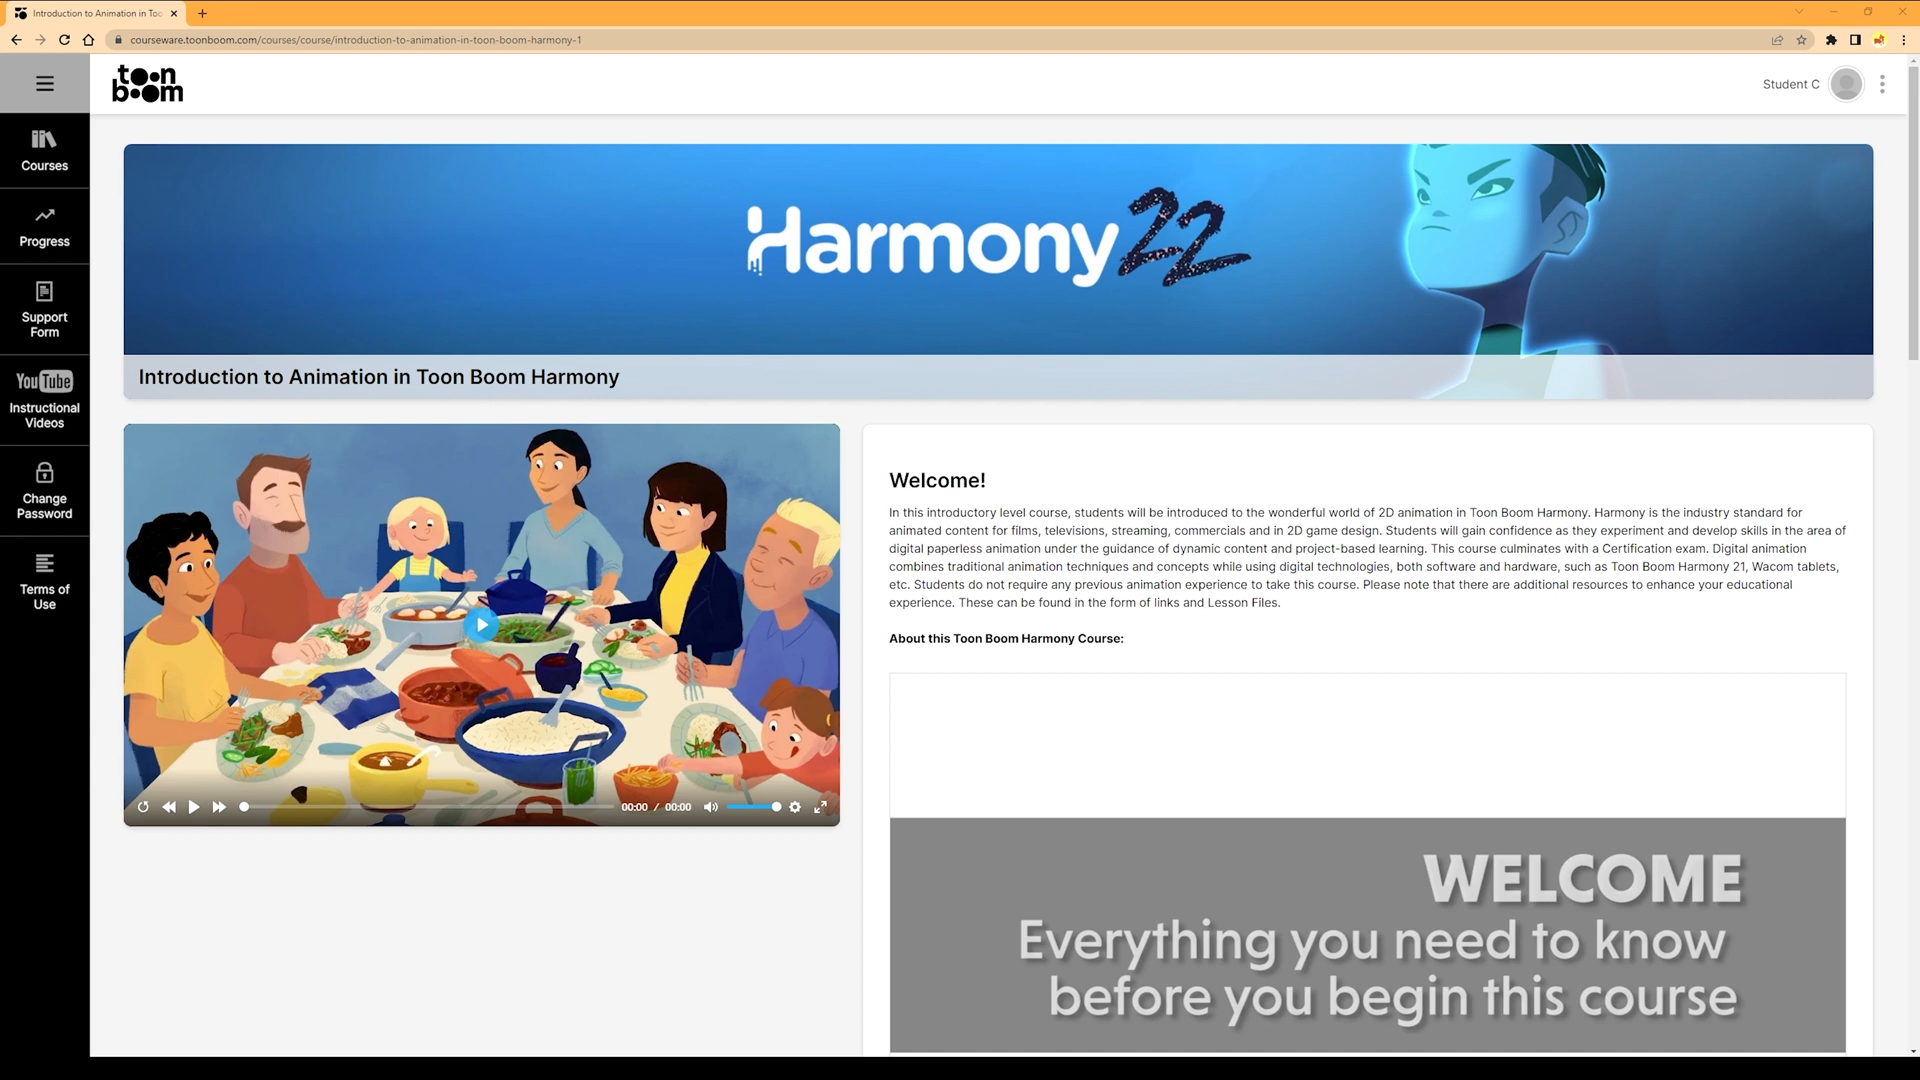 Introduction to Animation in Too
courseware.toonboom.com/courses/course/introduction-to-animation-in-toon-boom-harmony-1
toon
boom
Student C
Courses
Progress
Support
Form
YouTube
Instructional
Videos
Change
Password
Terms of
Use
Harmony 22
Introduction to Animation in Toon Boom Harmony
00:00 / 00:00
Welcome!
In this introductory level course, students will be introduced to the wonderful world of 2D animation in Toon Boom Harmony. Harmony is the industry standard for
animated content for films, televisions, streaming, commercials and in 2D game design. Students will gain confidence as they experiment and develop skills in the area of
digital paperless animation under the guidance of dynamic content and project-based learning. This course culminates with a Certification exam. Digital animation
combines traditional animation techniques and concepts while using digital technologies, both software and hardware, such as Toon Boom Harmony 21, Wacom tablets,
etc. Students do not require any previous animation experience to take this course. Please note that there are additional resources to enhance your educational
experience. These can be found in the form of links and Lesson Files.
About this Toon Boom Harmony Course:
WELCOME
Everything you need to know
before you begin this course